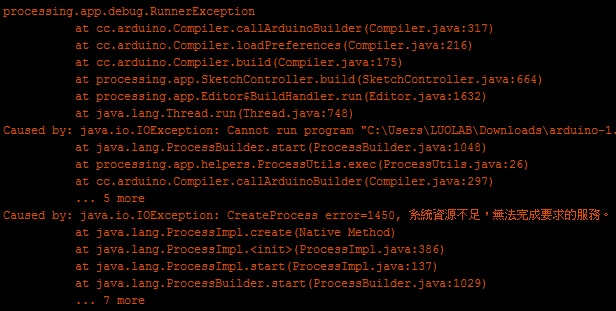 processing.app.debug.RunnerException
at cc.arduino.Compiler.callArduinoBuilder(Compiler.java:317)
at cc.arduino.Compiler.loadPreferences(Compiler.java:216)
at cc.arduino.Compiler.build(Compiler.java:175)
at processing.app.SketchController.build(SketchController.java:664)
at processing.app.Editor$BuildHandler.run(Editor.java:1632)
at java.lang.Thread.run(Thread.java:748)
Caused by: java.io.IOException: Cannot run program "C:\Users\LUOLAB\Downloads\arduino-1.
at java.lang.ProcessBuilder.start(ProcessBuilder.java:1048)
at processing.app.helpers.ProcessUtils.exec(ProcessUtils.java:26)
at cc.arduino.Compiler.callArduinoBuilder(Compiler.java:297)
... 5 more
Caused by: java.io.IOException: CreateProcess error=1450, 系統資源不足，無法完成要求的服務。
at java.lang.ProcessImpl.create(Native Method)
at java.lang.ProcessImpl.<init>(ProcessImpl.java:386)
at java.lang.ProcessImpl.start(ProcessImpl.java:137)
at java.lang.ProcessBuilder.start(ProcessBuilder.java:1029)
... 7 more